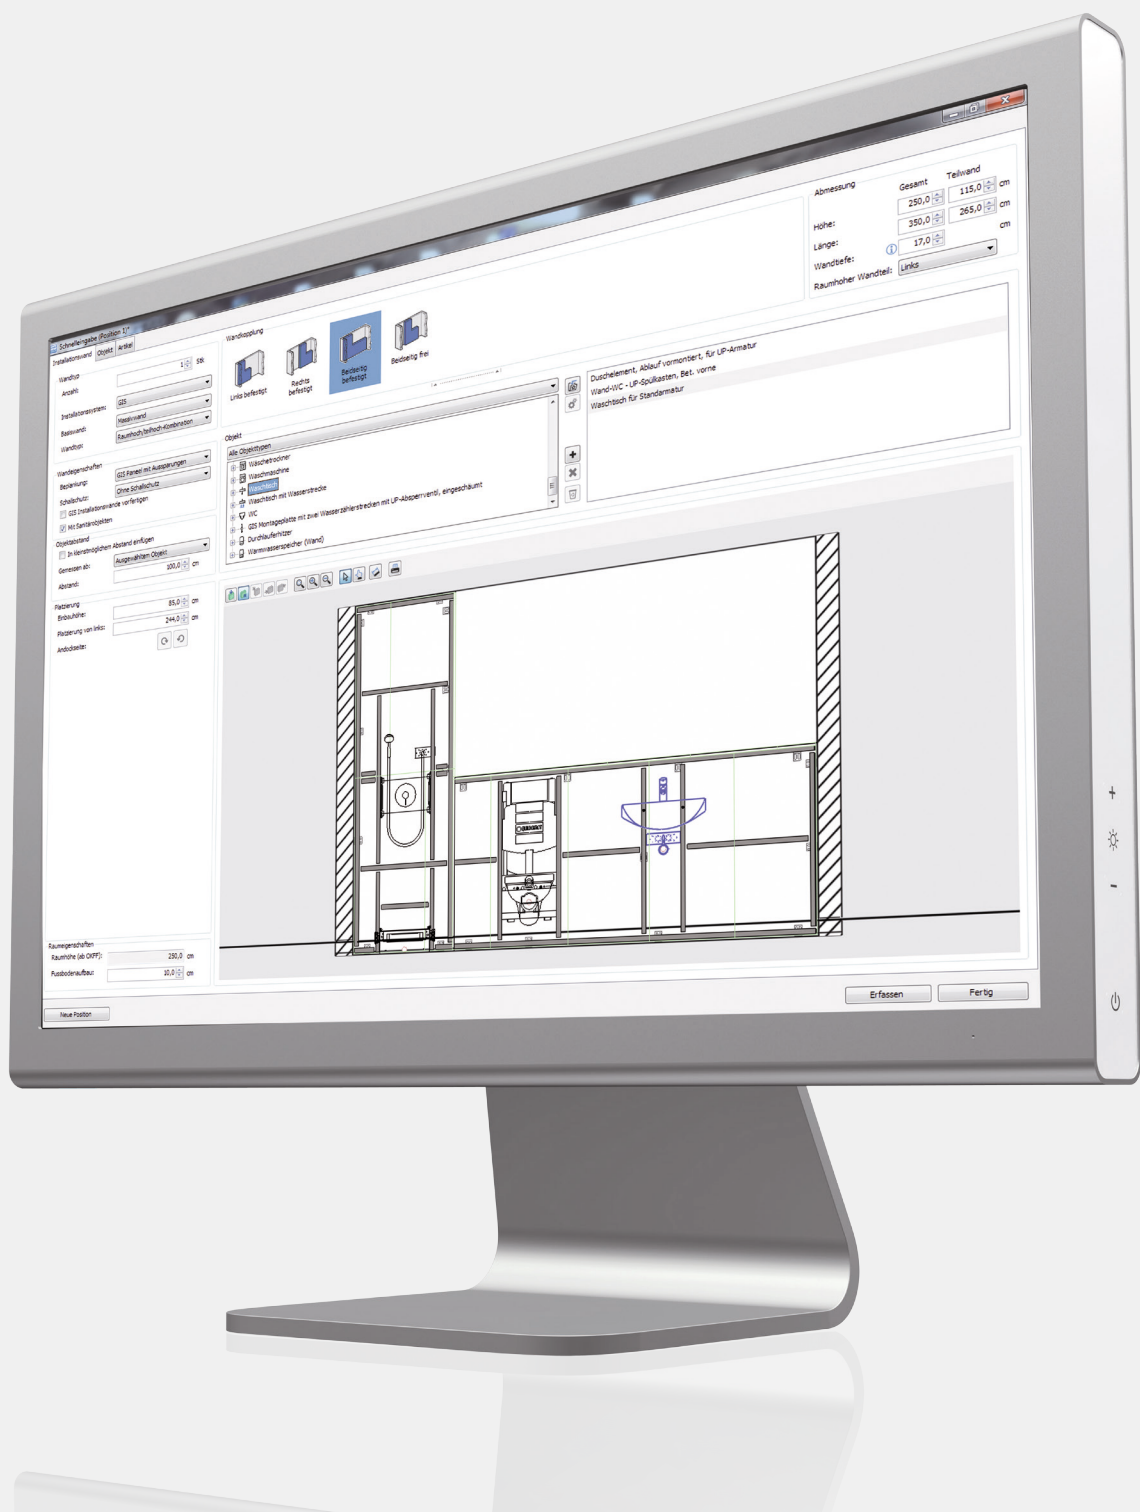 Schnelleingabe (Position 1)*
Installationswand Objekt Artikel
Wandtyp
Anzahl: 1 Stk
Installationssystem: GIS
Basiswand: Massivwand
Wandtyp: Raumhoch/teilhoch-Kombination
Wandeigenschaften
Beplankung: GIS Paneel mit Aussparungen
Schallschutz: Ohne Schallschutz
GIS Installationswände vorfertigen
Mit Sanitärobjekten
Objektabstand
In kleinstmöglichem Abstand einfügen
Gemessen ab: Ausgewähltem Objekt
Abstand: 100,0 cm
Platzierung
Einbauhöhe: 85,0 cm
Platzierung von links: 244,0 cm
Andockseite:
Raumeigenschaften
Raumhöhe (ab OKFF): 250,0 cm
Fussbodenaufbau: 10,0 cm
Neue Position
Wandkopplung
Links befestigt
Rechts
befestigt
Beidseitig
befestigt
Beidseitig frei
Abmessung
Gesamt Teilwand
Höhe: 250,0 115,0 cm
Länge: 350,0 265,0 cm
Wandtiefe: 17,0 cm
Raumhoher Wandteil: Links
Objekt
Alle Objekttypen
Wäschetrockner
Waschmaschine
Waschtisch
Waschtisch mit Wasserstrecke
WC
GIS Montageplatte mit zwei Wasserzählerstrecken mit UP-Absperrventil, eingeschäumt
Durchlauferhitzer
Warmwasserspeicher (Wand)
Duschelement, Ablauf vormontiert, für UP-Armatur
Wand-WC - UP-Spülkasten, Bet. vorne
Waschtisch für Standarmatur
GEBERIT
Erfassen Fertig